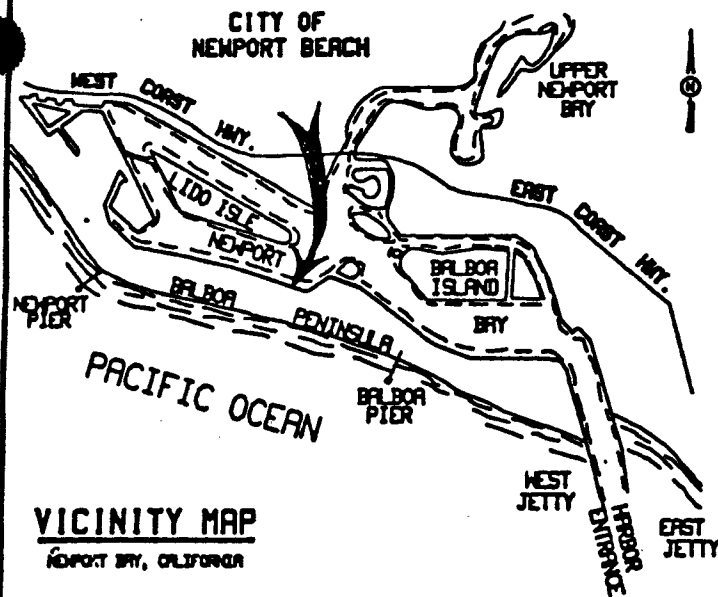 CITY OF
NEWPORT BEACH
UPPER
NEWPORT
BAY
N
WEST COAST HWY.
EAST COAST HWY.
LIDO ISLE
NEWPORT
BALBOA
ISLAND
BAY
NEWPORT
PIER
BALBOA PENINSULA
BALBOA
PIER
PACIFIC OCEAN
WEST
JETTY
HARBOR
ENTRANCE
EAST
JETTY
VICINITY MAP
NEWPORT BAY, CALIFORNIA